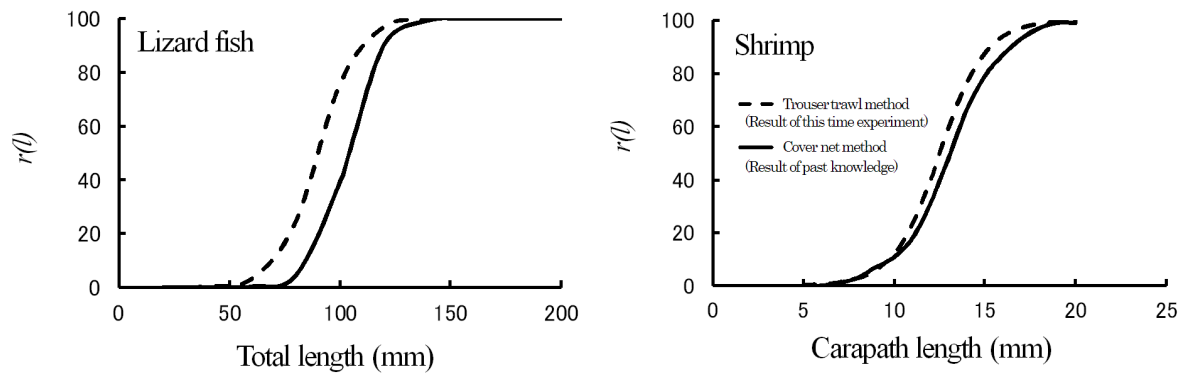 Lizard fish
r(l)
100
80
60
40
20
0
0
50
100
150
200
Total length (mm)
Shrimp
Trouser trawl method
(Result of this time experiment)
Cover net method
(Result of past knowledge)
r(l)
100
80
60
40
20
0
0
5
10
15
20
25
Carapath length (mm)